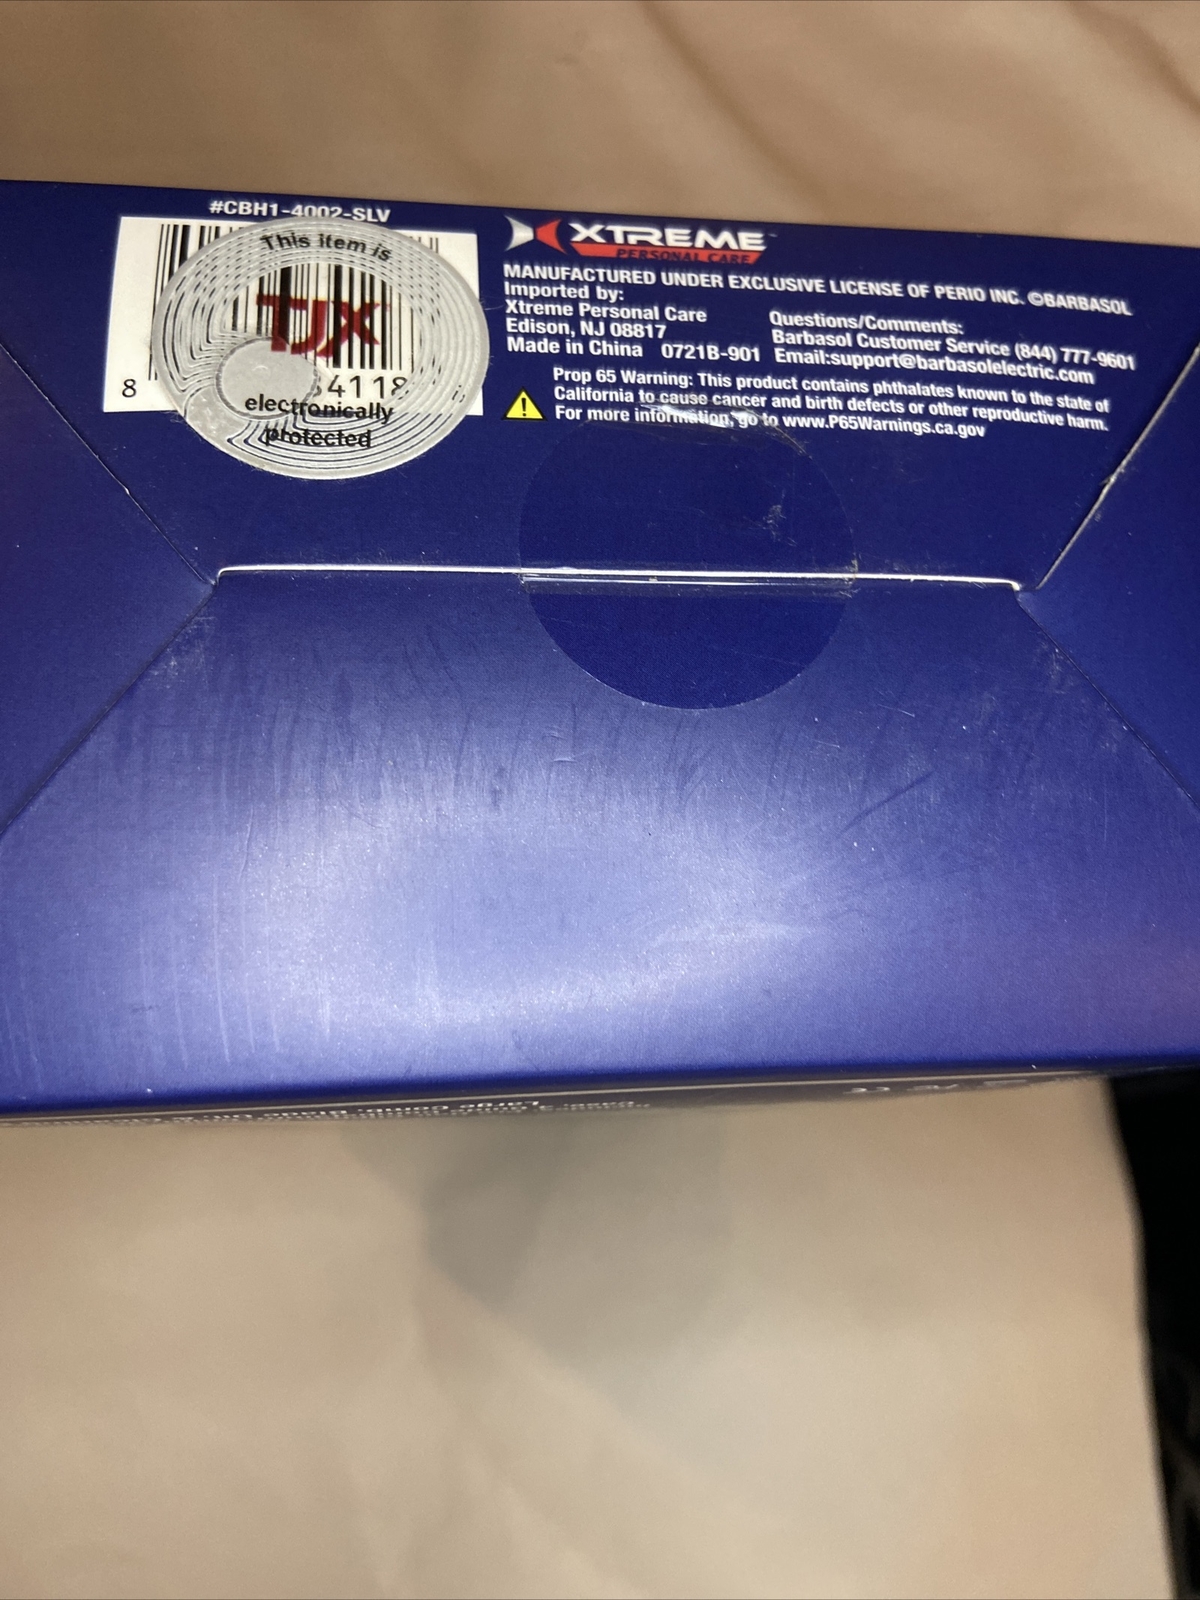 #CBH1-4002-SLV
This item is
TJX
8 4118
electronically
protected
XTREME
PERSONAL CARE
MANUFACTURED UNDER EXCLUSIVE LICENSE OF PERIO INC. ©BARBASOL
Imported by:
Xtreme Personal Care
Edison, NJ 08817
Made in China 0721B-901
Questions/Comments:
Barbasol Customer Service (844) 777-9601
Email:support@barbasolelectric.com
Prop 65 Warning: This product contains phthalates known to the state of
California to cause cancer and birth defects or other reproductive harm.
For more information, go to www.P65Warnings.ca.gov